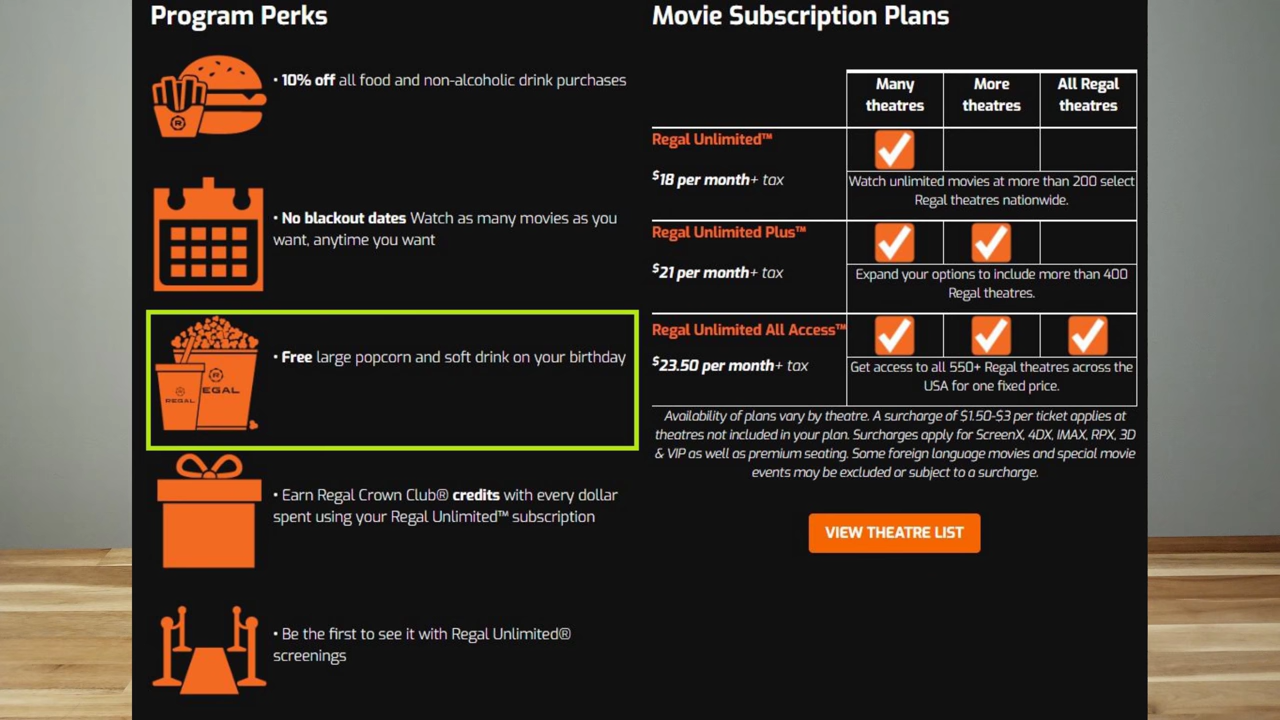 Program Perks
• 10% off all food and non-alcoholic drink purchases
• No blackout dates Watch as many movies as you
want, anytime you want
REGAL
REGAL
• Free large popcorn and soft drink on your birthday
• Earn Regal Crown Club® credits with every dollar
spent using your Regal Unlimited™ subscription
• Be the first to see it with Regal Unlimited®
screenings
Movie Subscription Plans
Many
theatres
More
theatres
All Regal
theatres
Regal Unlimited™
$18 per month+ tax
Watch unlimited movies at more than 200 select
Regal theatres nationwide.
Regal Unlimited Plus™
$21 per month+ tax
Expand your options to include more than 400
Regal theatres.
Regal Unlimited All Access™
$23.50 per month+ tax
Get access to all 550+ Regal theatres across the
USA for one fixed price.
Availability of plans vary by theatre. A surcharge of $1.50-$3 per ticket applies at
theatres not included in your plan. Surcharges apply for ScreenX, 4DX, IMAX, RPX, 3D
& VIP as well as premium seating. Some foreign language movies and special movie
events may be excluded or subject to a surcharge.
VIEW THEATRE LIST